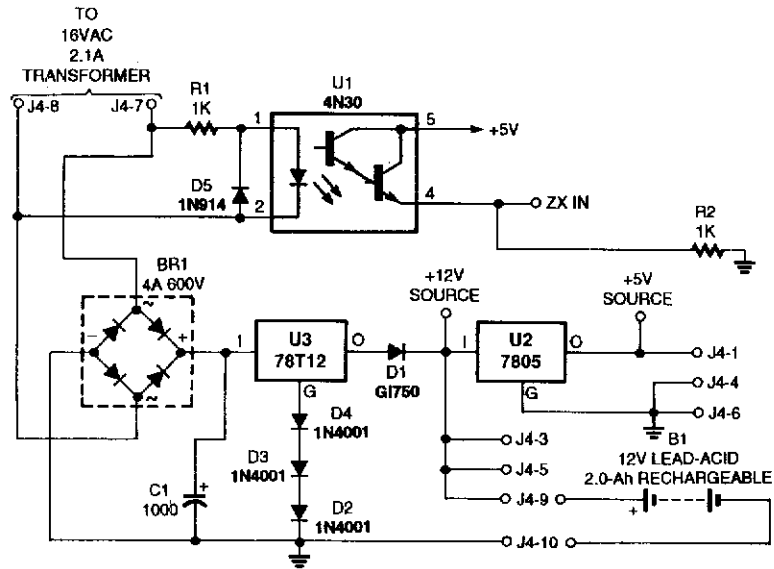 TO
16VAC
2.1A
TRANSFORMER
J4-8
J4-7
R1
1K
U1
4N30
1
5
+5V
D5
1N914
2
4
ZX IN
R2
1K
BR1
4A 600V
~
−
+
~
+12V
SOURCE
+5V
SOURCE
I
U3
78T12
O
G
D1
GI750
I
U2
7805
O
G
J4-1
J4-4
J4-6
D4
1N4001
D3
1N4001
D2
1N4001
C1
1000
+
J4-3
J4-5
J4-9
J4-10
B1
12V LEAD-ACID
2.0-Ah RECHARGEABLE
+